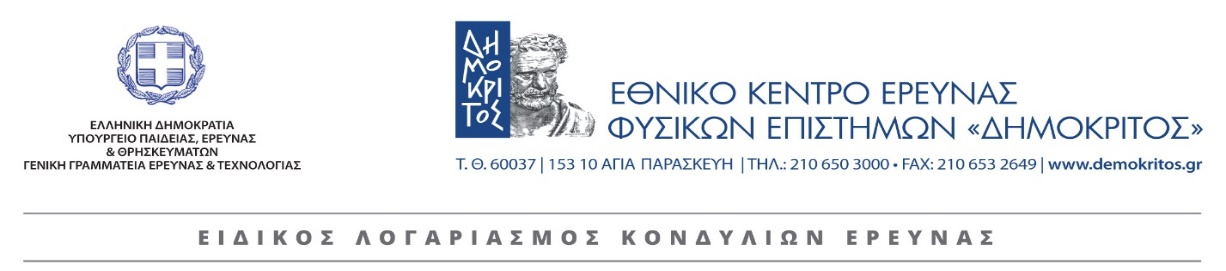 ΕΛΛΗΝΙΚΗ ΔΗΜΟΚΡΑΤΙΑ
ΥΠΟΥΡΓΕΙΟ ΠΑΙΔΕΙΑΣ, ΕΡΕΥΝΑΣ
& ΘΡΗΣΚΕΥΜΑΤΩΝ
ΓΕΝΙΚΗ ΓΡΑΜΜΑΤΕΙΑ ΕΡΕΥΝΑΣ & ΤΕΧΝΟΛΟΓΙΑΣ
ΔΗ
ΜΟ
ΚΡΙ
ΤΟΣ
ΕΘΝΙΚΟ ΚΕΝΤΡΟ ΕΡΕΥΝΑΣ
ΦΥΣΙΚΩΝ ΕΠΙΣΤΗΜΩΝ «ΔΗΜΟΚΡΙΤΟΣ»
Τ. Θ. 60037 | 153 10 ΑΓΙΑ ΠΑΡΑΣΚΕΥΗ | ΤΗΛ.: 210 650 3000 • FAX: 210 653 2649 | www.demokritos.gr
ΕΙΔΙΚΟΣ ΛΟΓΑΡΙΑΣΜΟΣ ΚΟΝΔΥΛΙΩΝ ΕΡΕΥΝΑΣ